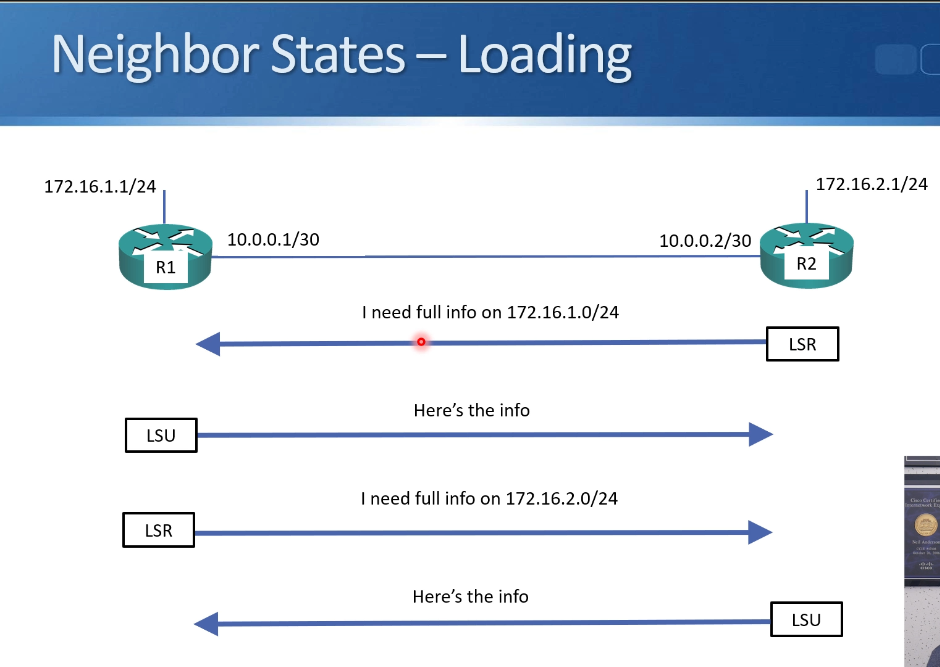 Neighbor States – Loading
172.16.1.1/24
172.16.2.1/24
10.0.0.1/30
10.0.0.2/30
R1
R2
I need full info on 172.16.1.0/24
LSR
Here's the info
LSU
I need full info on 172.16.2.0/24
LSR
Here's the info
LSU